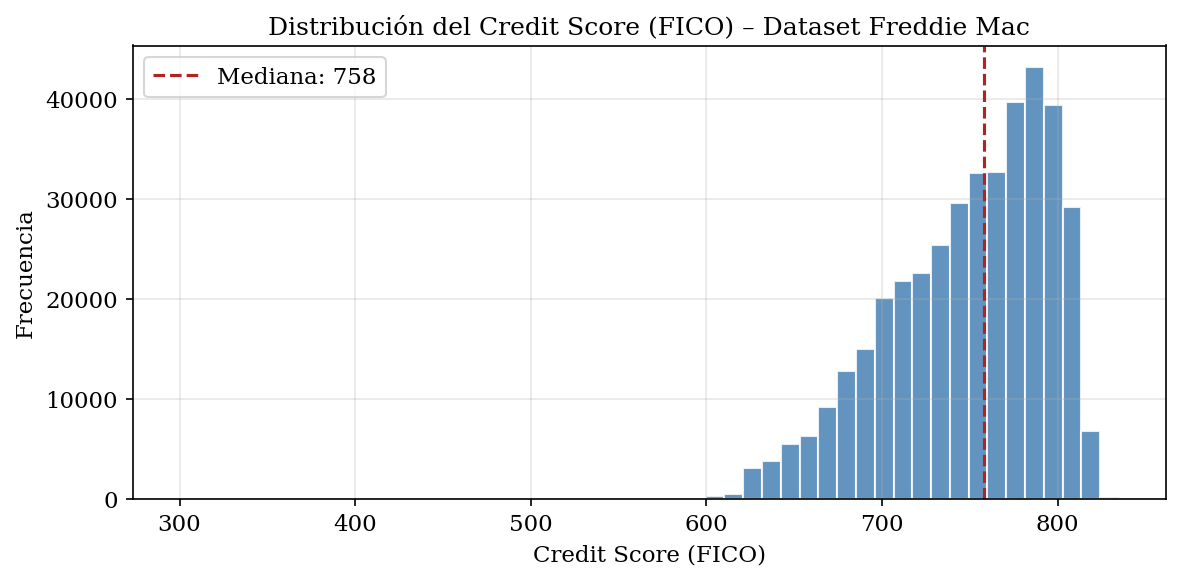 Distribución del Credit Score (FICO) – Dataset Freddie Mac
Mediana: 758
Frecuencia
40000
30000
20000
10000
0
300 400 500 600 700 800
Credit Score (FICO)